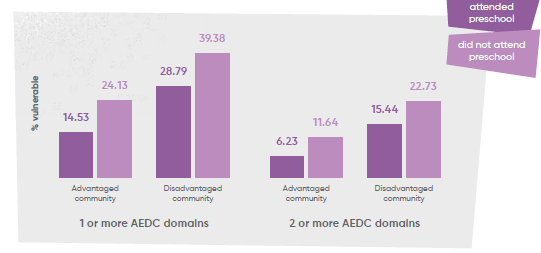 attended
preschool
did not attend
preschool
% vulnerable
14.53
24.13
28.79
39.38
6.23
11.64
15.44
22.73
Advantaged
community
Disadvantaged
community
Advantaged
community
Disadvantaged
community
1 or more AEDC domains
2 or more AEDC domains